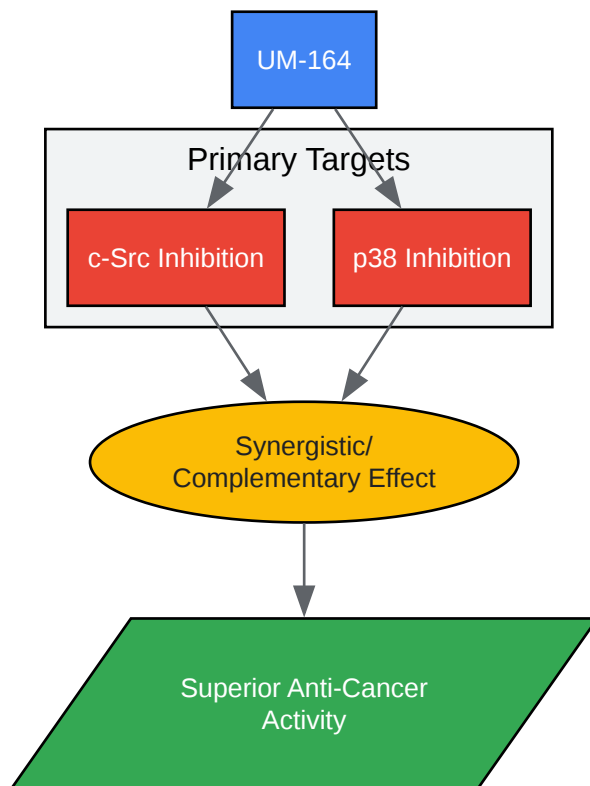 UM-164
Primary Targets
c-Src Inhibition
p38 Inhibition
Synergistic/
Complementary Effect
Superior Anti-Cancer
Activity